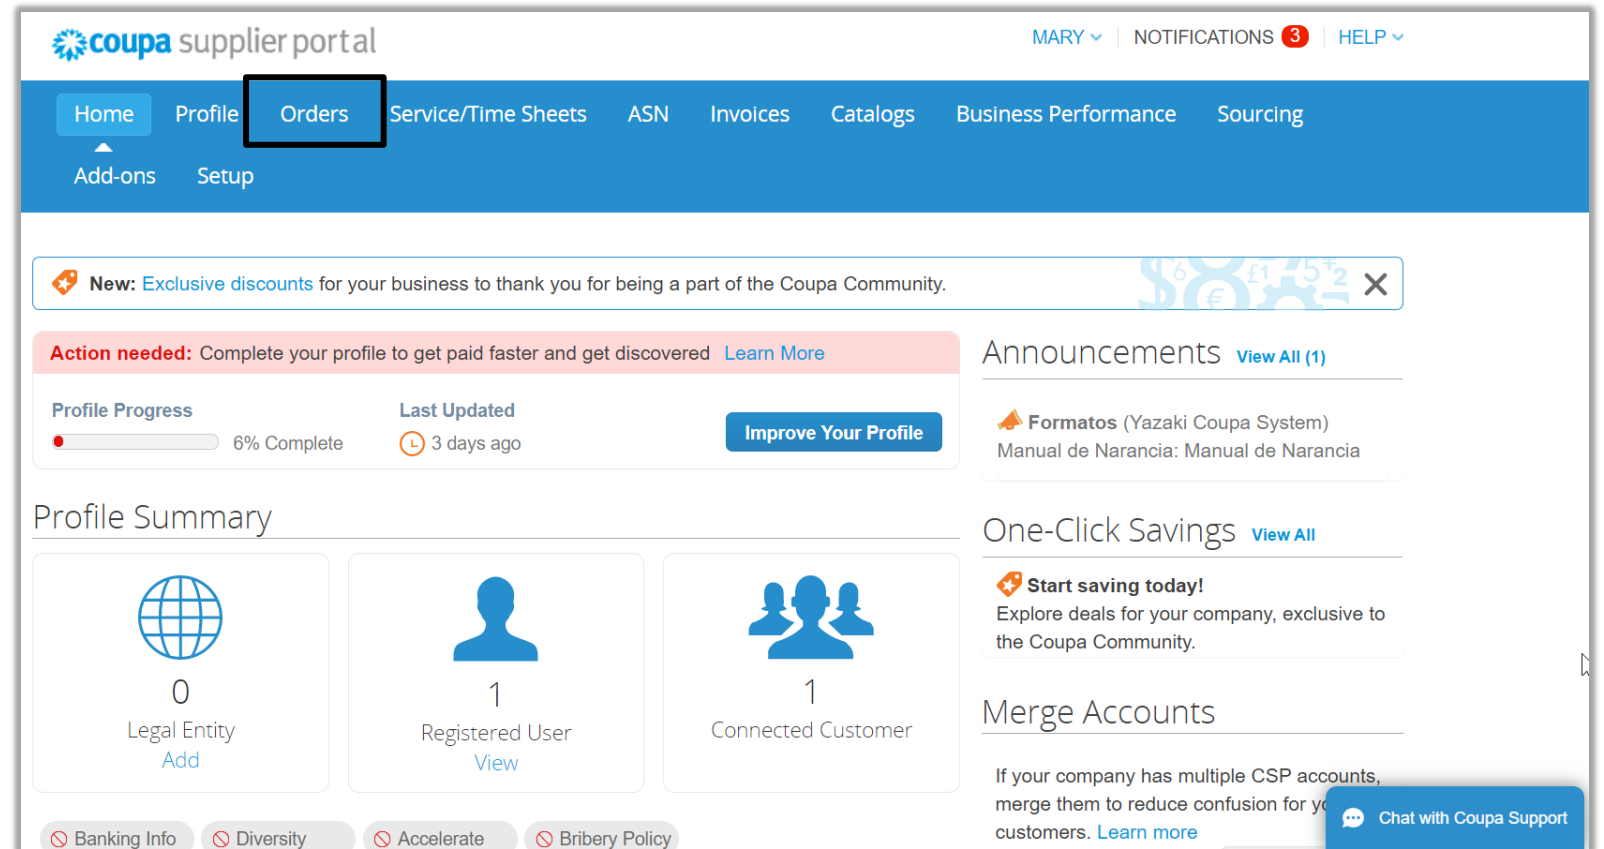 coupa supplier portal
MARY NOTIFICATIONS 3 HELP
Home Profile Orders Service/Time Sheets ASN Invoices Catalogs Business Performance Sourcing
Add-ons Setup
New: Exclusive discounts for your business to thank you for being a part of the Coupa Community.
Action needed: Complete your profile to get paid faster and get discovered Learn More
Profile Progress
6% Complete
Last Updated
3 days ago
Improve Your Profile
Profile Summary
0
Legal Entity
Add
1
Registered User
View
1
Connected Customer
Banking Info Diversity Accelerate Bribery Policy
Announcements View All (1)
Formatos (Yazaki Coupa System)
Manual de Narancia: Manual de Narancia
One-Click Savings View All
Start saving today!
Explore deals for your company, exclusive to
the Coupa Community.
Merge Accounts
If your company has multiple CSP accounts,
merge them to reduce confusion for
customers. Learn more
Chat with Coupa Support